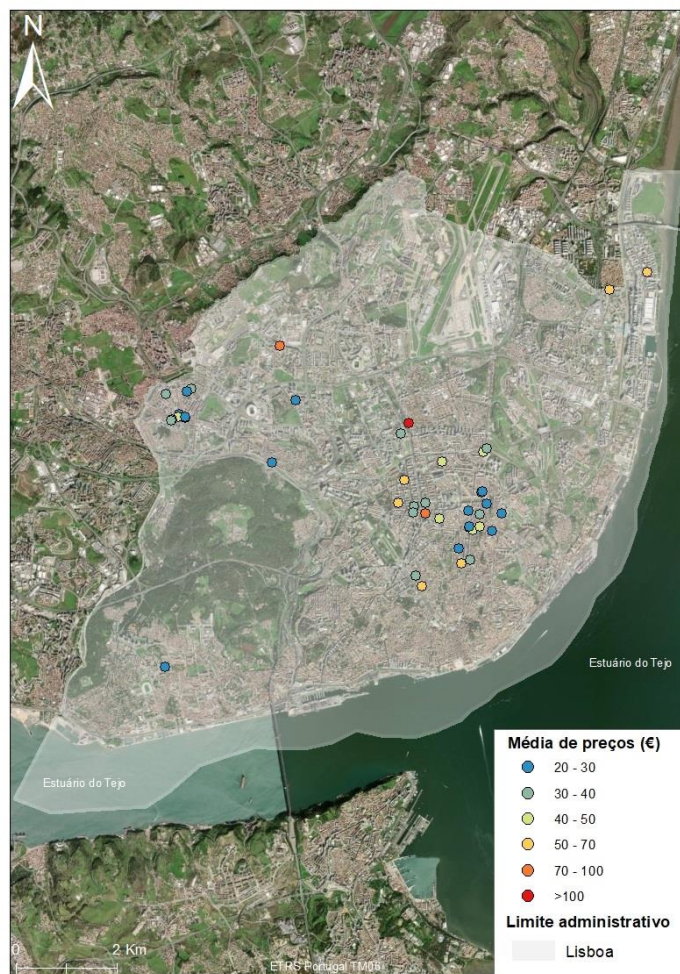 N
Estuário do Tejo
Estuário do Tejo
Média de preços (€)
20 - 30
30 - 40
40 - 50
50 - 70
70 - 100
>100
Limite administrativo
Lisboa
0 2 Km
ETRS Portugal TM06